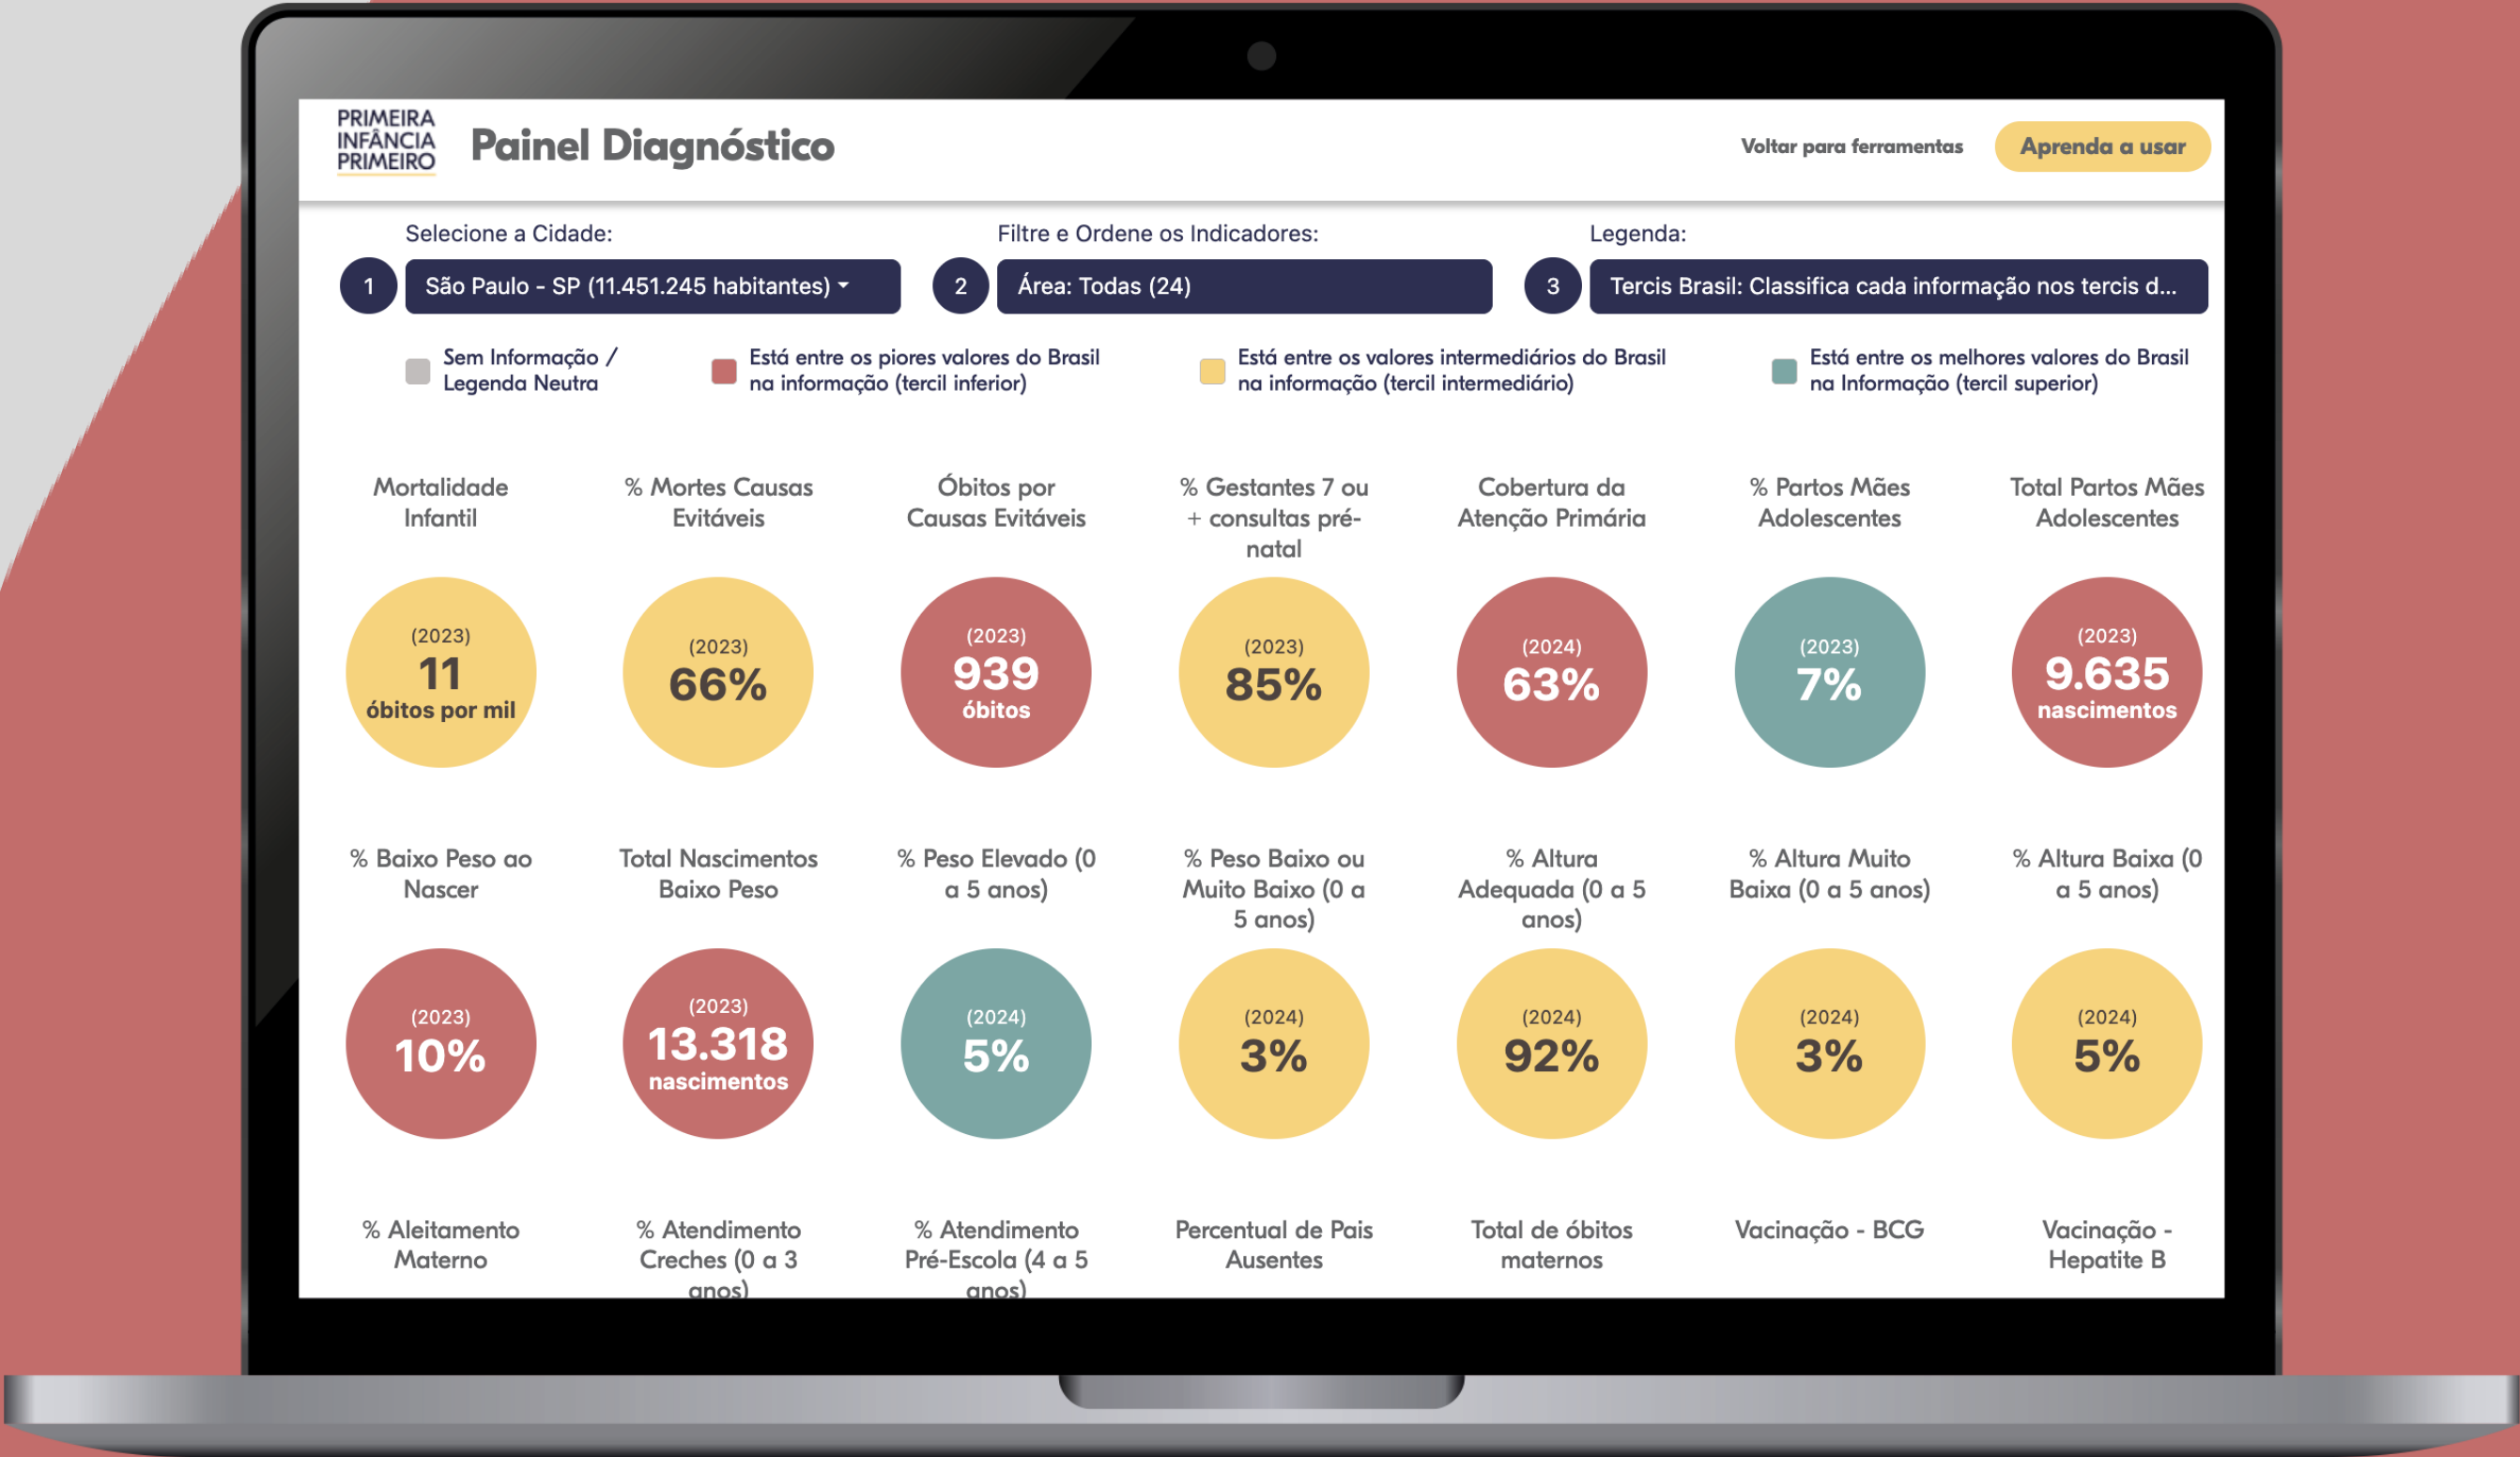 PRIMEIRA
INFÂNCIA
PRIMEIRO
Painel Diagnóstico
Voltar para ferramentas
Aprenda a usar
Selecione a Cidade:
1
São Paulo - SP (11.451.245 habitantes)
Filtre e Ordene os Indicadores:
2
Área: Todas (24)
Legenda:
3
Tercis Brasil: Classifica cada informação nos tercis d...
Sem Informação /
Legenda Neutra
Está entre os piores valores do Brasil
na informação (tercil inferior)
Está entre os valores intermediários do Brasil
na informação (tercil intermediário)
Está entre os melhores valores do Brasil
na Informação (tercil superior)
Mortalidade
Infantil
(2023)
11
óbitos por mil
% Mortes Causas
Evitáveis
(2023)
66%
Óbitos por
Causas Evitáveis
(2023)
939
óbitos
% Gestantes 7 ou
+ consultas pré-
natal
(2023)
85%
Cobertura da
Atenção Primária
(2024)
63%
% Partos Mães
Adolescentes
(2023)
7%
Total Partos Mães
Adolescentes
(2023)
9.635
nascimentos
% Baixo Peso ao
Nascer
(2023)
10%
Total Nascimentos
Baixo Peso
(2023)
13.318
nascimentos
% Peso Elevado (0
a 5 anos)
(2024)
5%
% Peso Baixo ou
Muito Baixo (0 a
5 anos)
(2024)
3%
% Altura
Adequada (0 a 5
anos)
(2024)
92%
% Altura Muito
Baixa (0 a 5 anos)
(2024)
3%
% Altura Baixa (0
a 5 anos)
(2024)
5%
% Aleitamento
Materno
% Atendimento
Creches (0 a 3
anos)
% Atendimento
Pré-Escola (4 a 5
anos)
Percentual de Pais
Ausentes
Total de óbitos
maternos
Vacinação - BCG
Vacinação -
Hepatite B